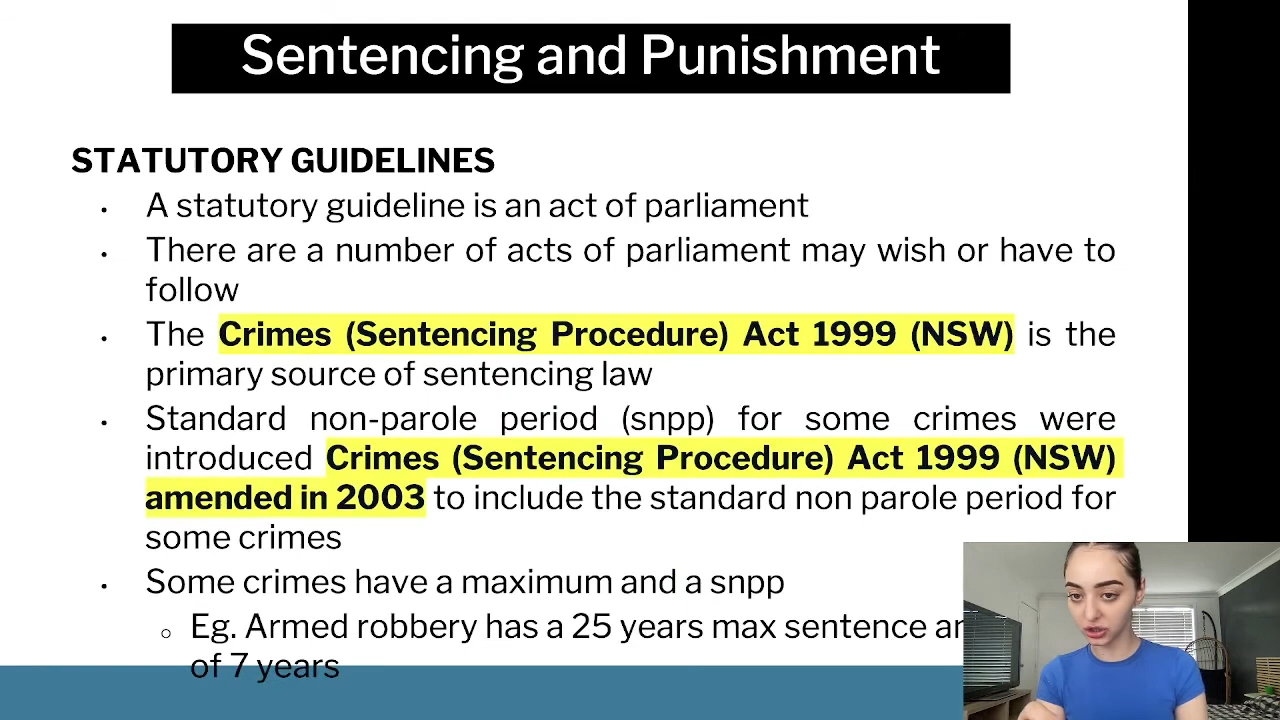 Sentencing and Punishment
STATUTORY GUIDELINES
• A statutory guideline is an act of parliament
• There are a number of acts of parliament may wish or have to
follow
• The Crimes (Sentencing Procedure) Act 1999 (NSW) is the
primary source of sentencing law
• Standard non-parole period (snpp) for some crimes were
introduced Crimes (Sentencing Procedure) Act 1999 (NSW)
amended in 2003 to include the standard non parole period for
some crimes
• Some crimes have a maximum and a snpp
○ Eg. Armed robbery has a 25 years max sentence
of 7 years